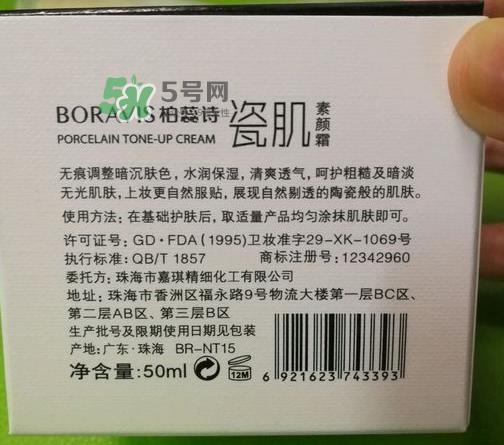 5号网
BORAVIS 柏蕊诗 瓷肌 素颜霜
PORCELAIN TONE-UP CREAM
无痕调整暗沉肤色，水润保湿，清爽透气，呵护粗糙及暗淡
无光肌肤，上妆更自然服贴，展现自然剔透的陶瓷般的肌肤。
使用方法：在基础护肤后，取适量产品均匀涂抹肌肤即可。
许可证号：GD·FDA（1995）卫妆准字29-XK-1069号
执行标准：QB/T 1857 商标注册号：12342960
委托方：珠海市嘉琪精细化工有限公司
地址：珠海市香洲区福永路9号物流大楼第一层BC区、
第二层AB区、第三层B区
生产批号及限期使用日期见包装
产地：广东·珠海 BR-NT15
净含量：50ml 12M
6 921623 743393